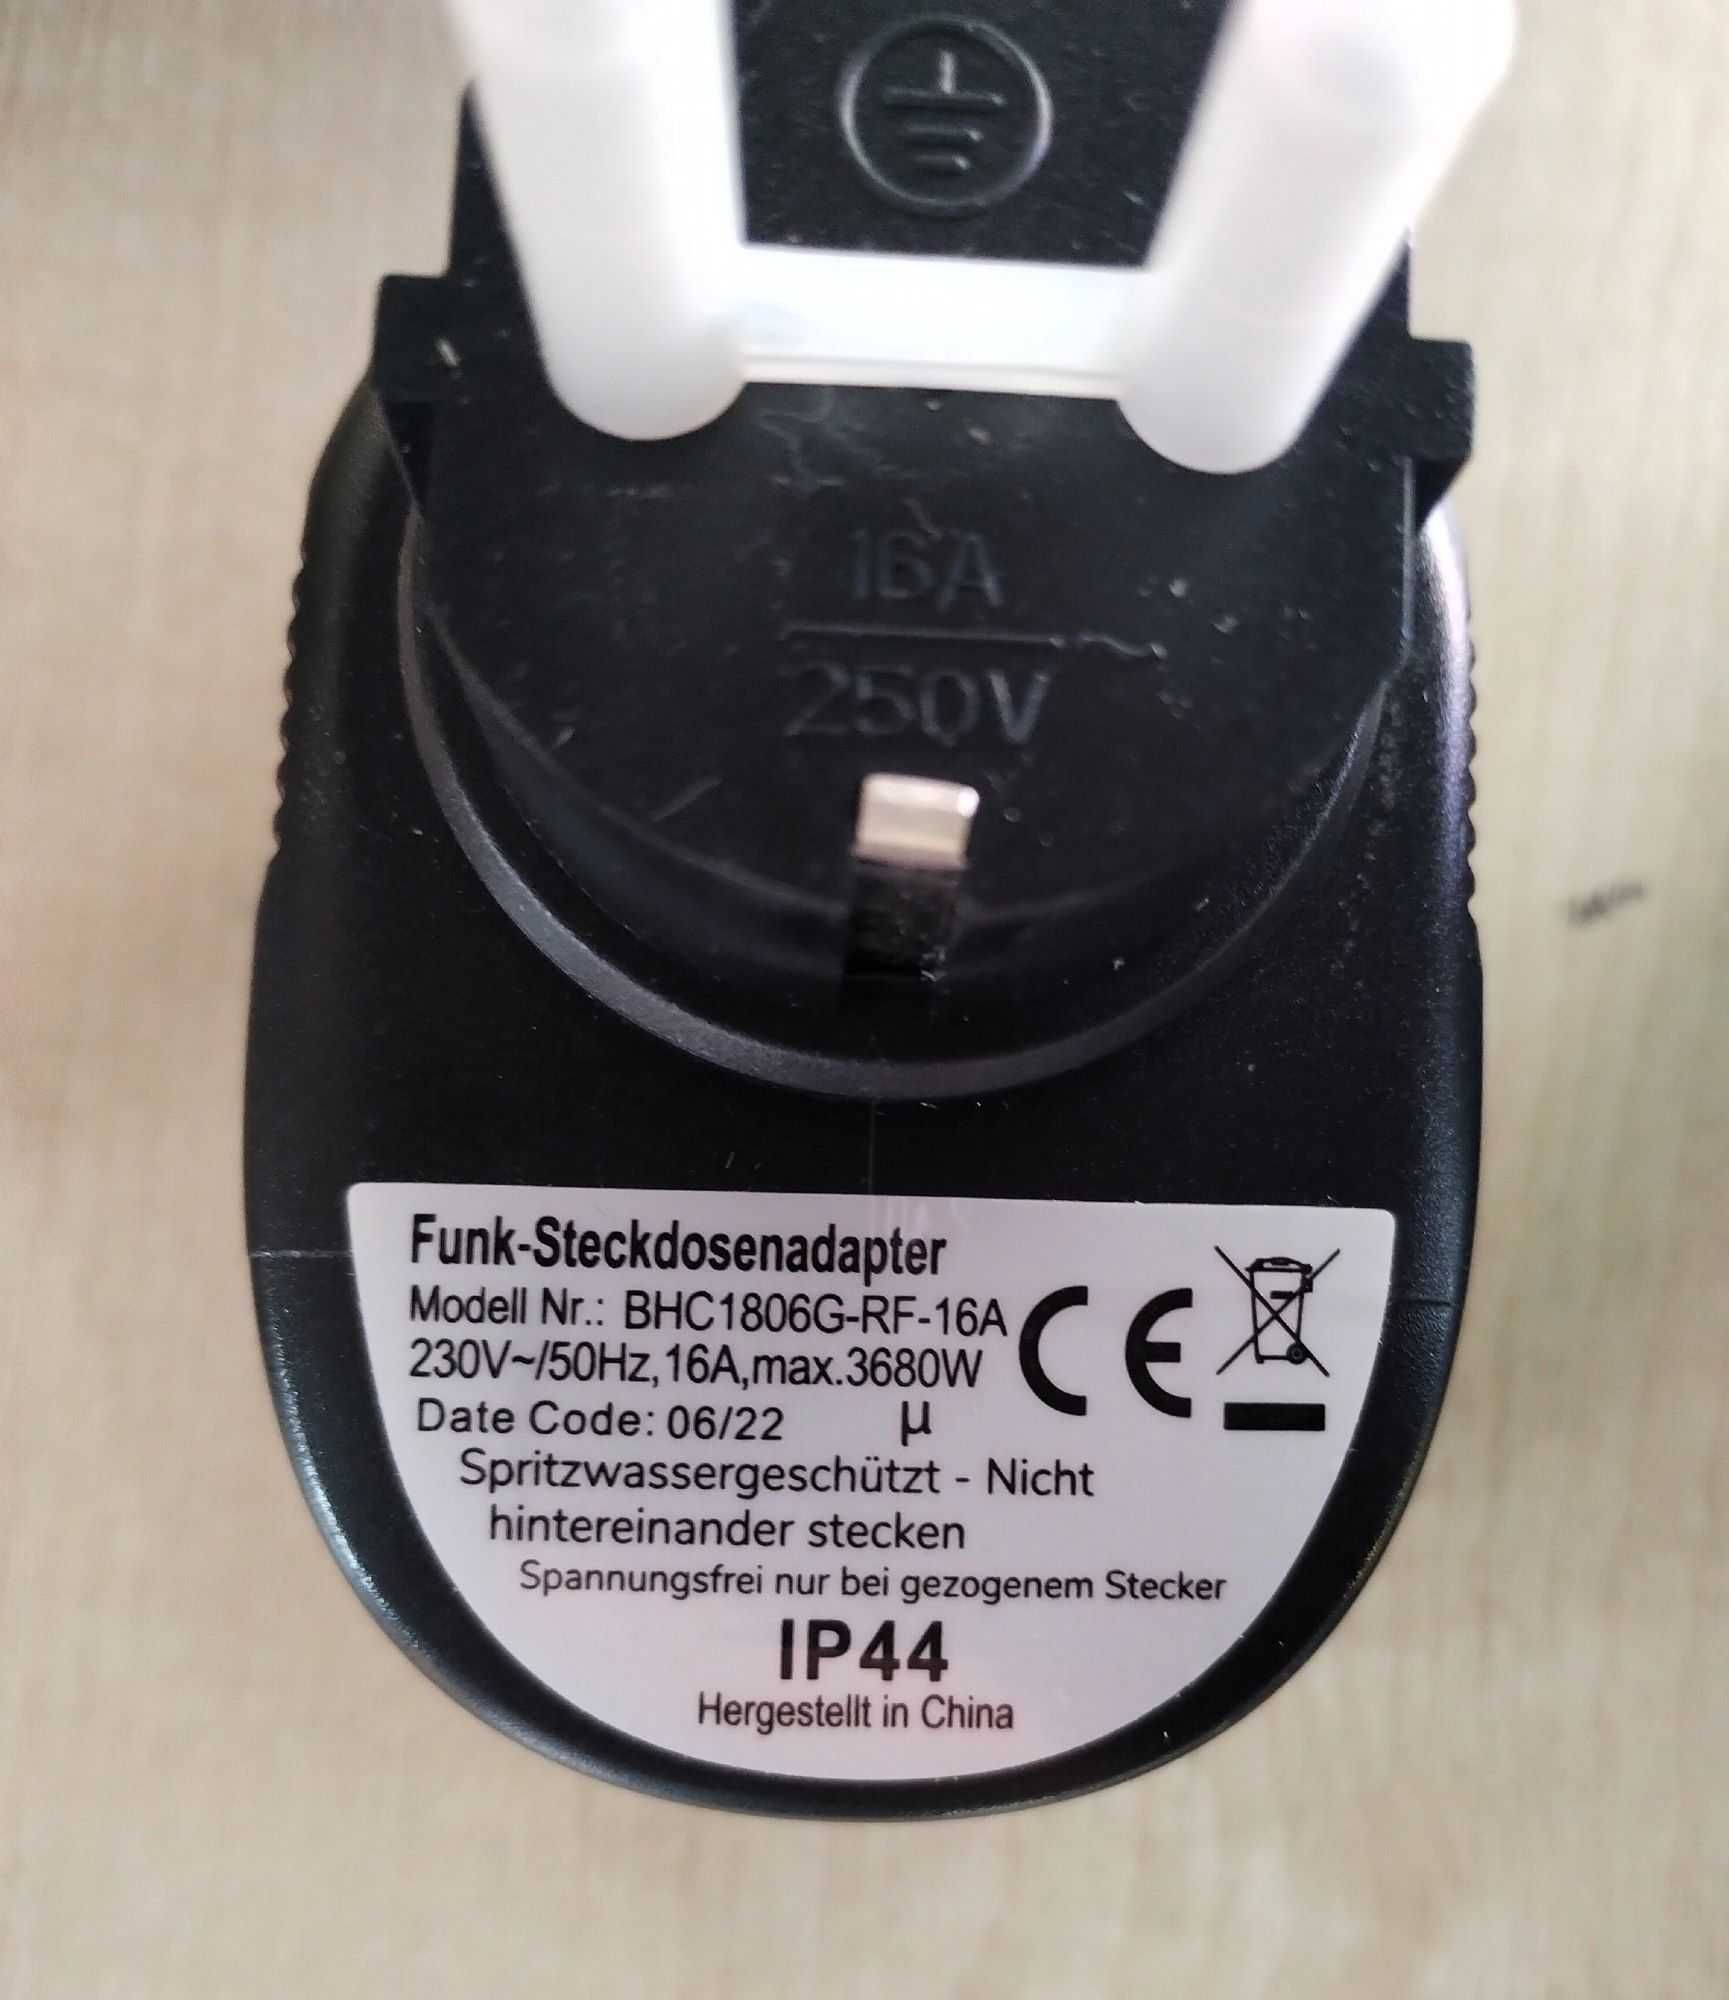 16A
250V
Funk-Steckdosenadapter
Modell Nr.: BHC1806G-RF-16A
230V~/50Hz,16A,max.3680W
Date Code: 06/22 µ
CE
Spritzwassergeschützt - Nicht
hintereinander stecken
Spannungsfrei nur bei gezogenem Stecker
IP44
Hergestellt in China